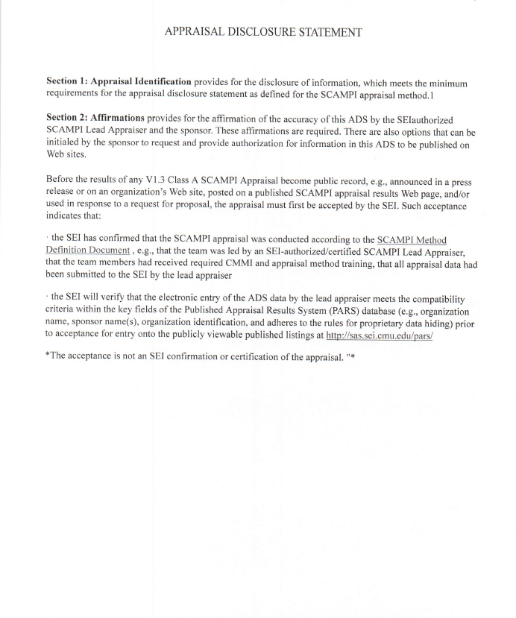 APPRAISAL DISCLOSURE STATEMENT
Section 1: Appraisal Identification provides for the disclosure of information, which meets the minimum
requirements for the appraisal disclosure statement as defined for the SCAMPI appraisal method.1
Section 2: Affirmations provides for the affirmation of the accuracy of this ADS by the SEIauthorized
SCAMPI Lead Appraiser and the sponsor. These affirmations are required. There are also options that can be
initialed by the sponsor to request and provide authorization for information in this ADS to be published on
Web sites.
Before the results of any V1.3 Class A SCAMPI Appraisal become public record, e.g., announced in a press
release or on an organization's Web site, posted on a published SCAMPI appraisal results Web page, and/or
used in response to a request for proposal, the appraisal must first be accepted by the SEI. Such acceptance
indicates that:
· the SEI has confirmed that the SCAMPI appraisal was conducted according to the SCAMPI Method
Definition Document , e.g., that the team was led by an SEI-authorized/certified SCAMPI Lead Appraiser,
that the team members had received required CMMI and appraisal method training, that all appraisal data had
been submitted to the SEI by the lead appraiser
· the SEI will verify that the electronic entry of the ADS data by the lead appraiser meets the compatibility
criteria within the key fields of the Published Appraisal Results System (PARS) database (e.g., organization
name, sponsor name(s), organization identification, and adheres to the rules for proprietary data hiding) prior
to acceptance for entry onto the publicly viewable published listings at http://sas.sei.cmu.edu/pars/
*The acceptance is not an SEI confirmation or certification of the appraisal. "*